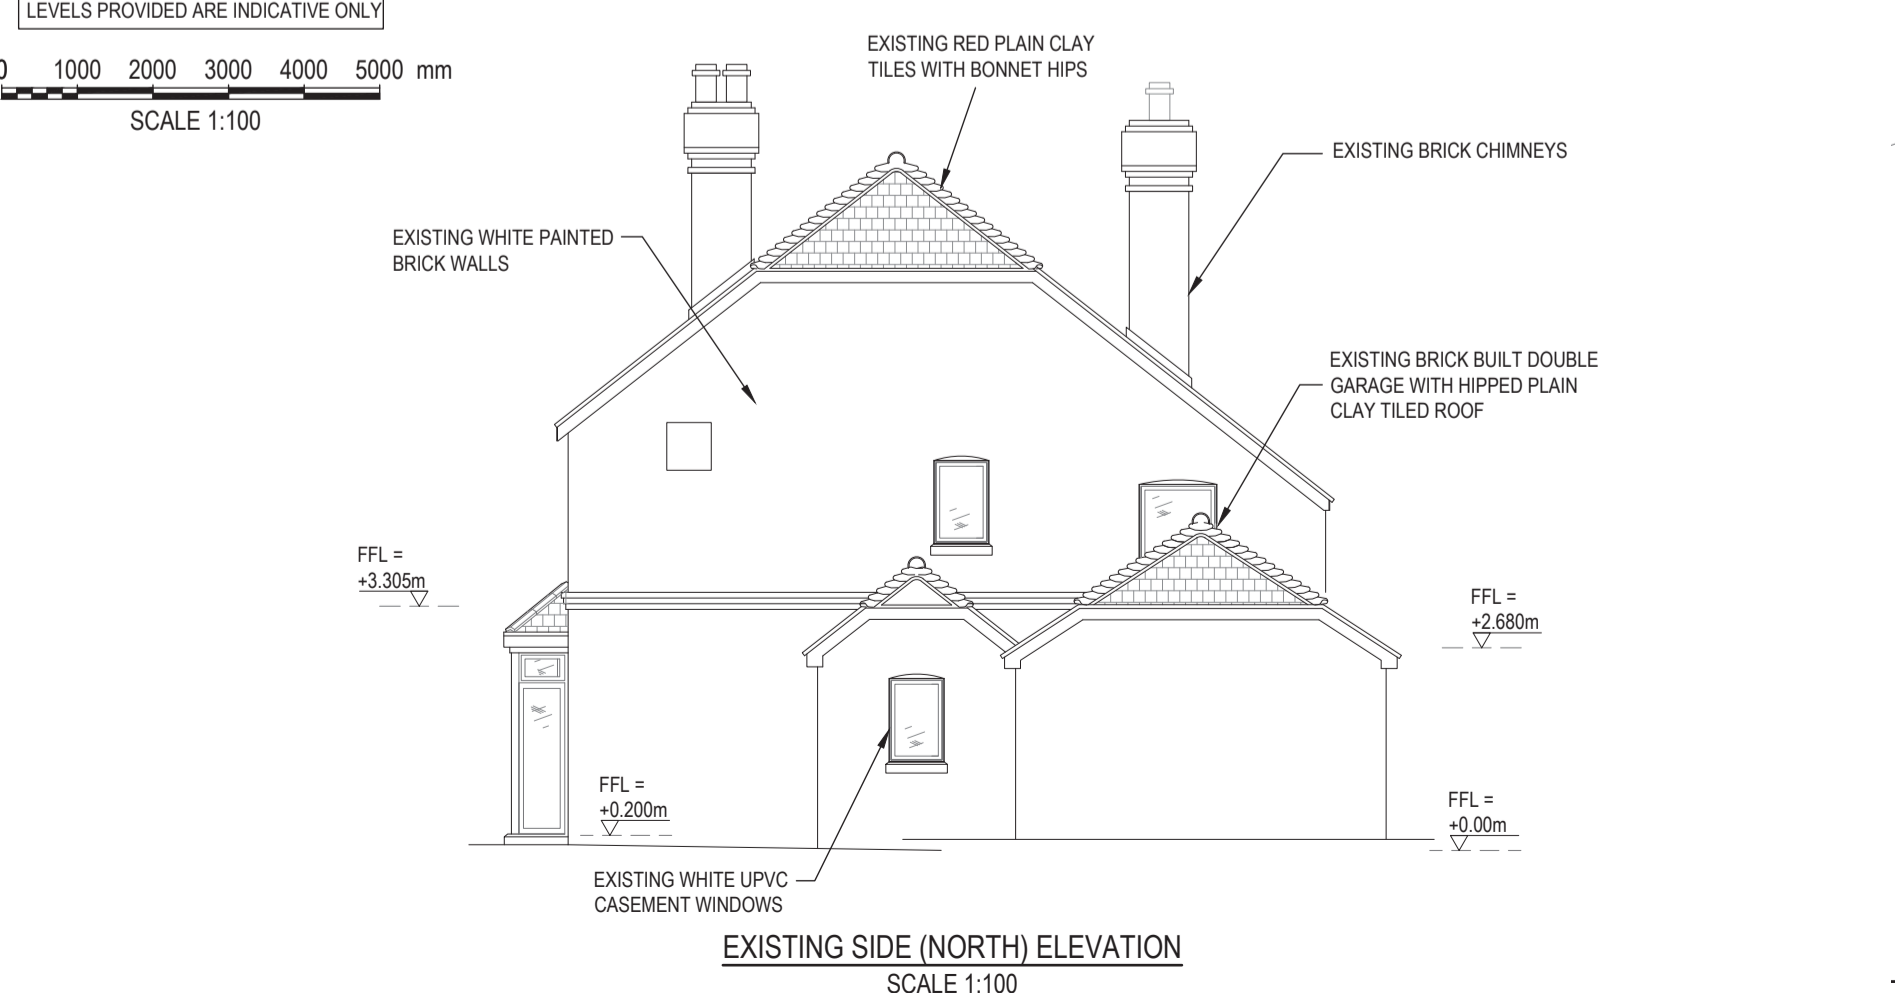 LEVELS PROVIDED ARE INDICATIVE ONLY
0 1000 2000 3000 4000 5000 mm
SCALE 1:100
EXISTING RED PLAIN CLAY
TILES WITH BONNET HIPS
EXISTING BRICK CHIMNEYS
EXISTING WHITE PAINTED
BRICK WALLS
EXISTING BRICK BUILT DOUBLE
GARAGE WITH HIPPED PLAIN
CLAY TILED ROOF
FFL =
+3.305m
FFL =
+2.680m
FFL =
+0.200m
FFL =
+0.00m
EXISTING WHITE UPVC
CASEMENT WINDOWS
EXISTING SIDE (NORTH) ELEVATION
SCALE 1:100